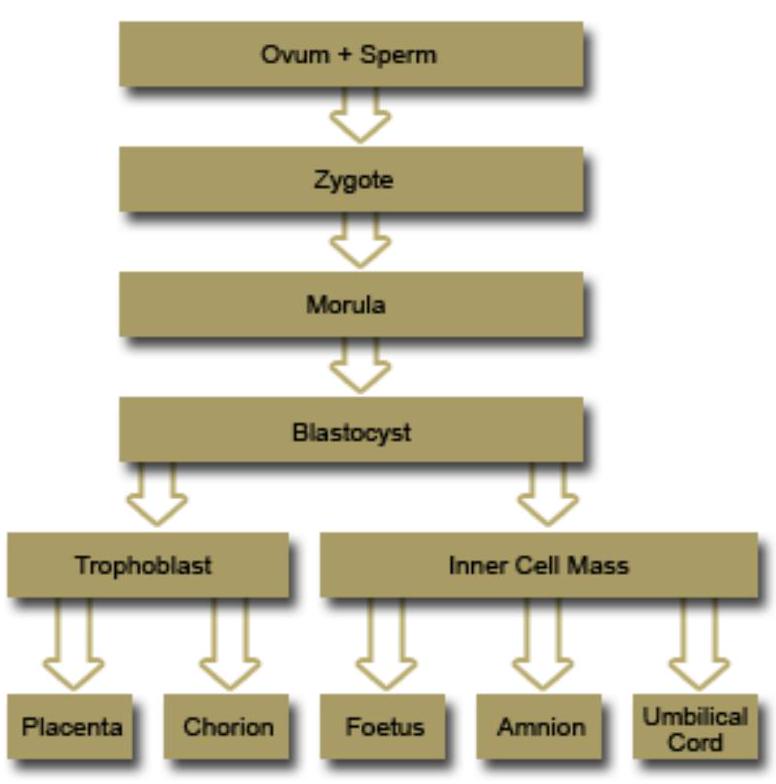 Ovum + Sperm
Zygote
Morula
Blastocyst
Trophoblast
Inner Cell Mass
Placenta
Chorion
Foetus
Amnion
Umbilical
Cord